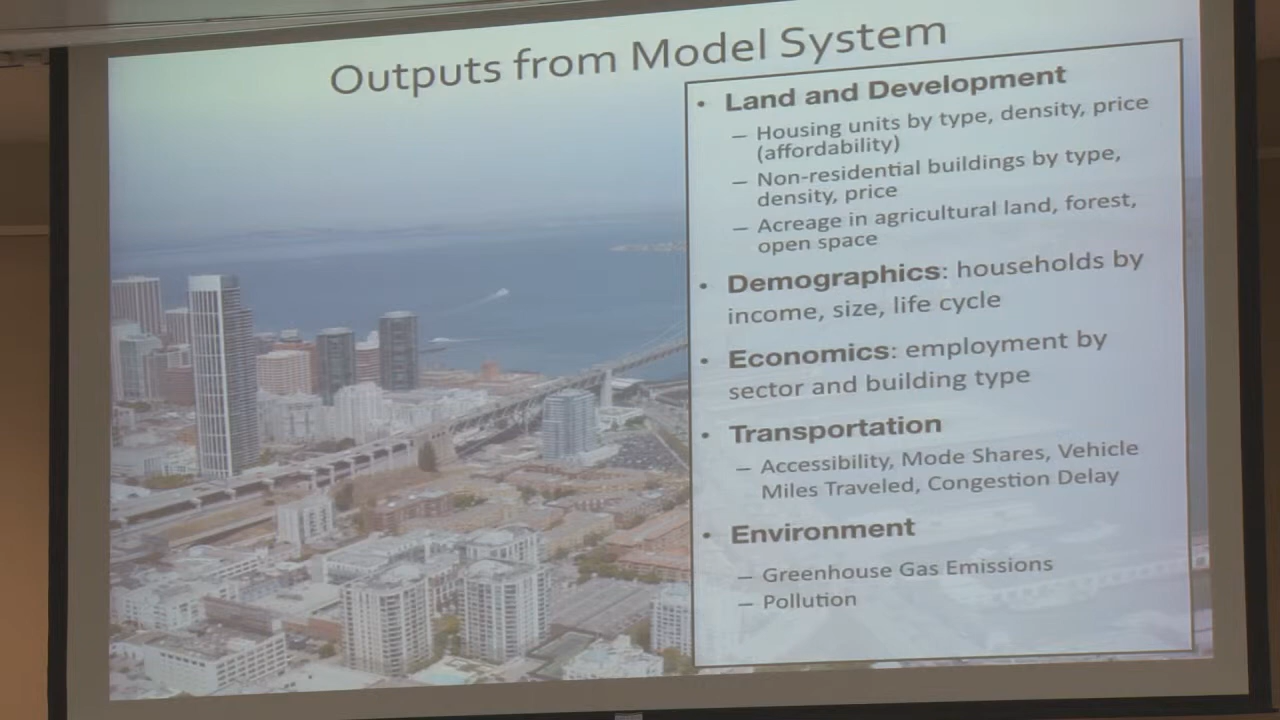 Outputs from Model System
• Land and Development
– Housing units by type, density, price
(affordability)
– Non-residential buildings by type,
density, price
– Acreage in agricultural land, forest,
open space
• Demographics: households by
income, size, life cycle
• Economics: employment by
sector and building type
• Transportation
– Accessibility, Mode Shares, Vehicle
Miles Traveled, Congestion Delay
• Environment
– Greenhouse Gas Emissions
– Pollution